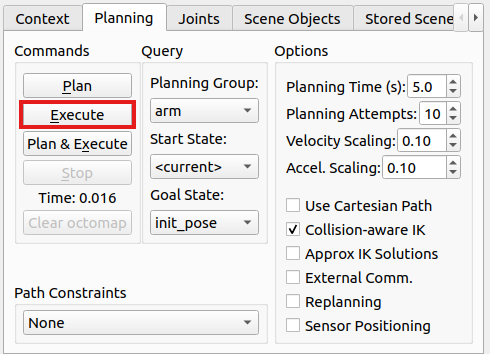 Context Planning Joints Scene Objects Stored Scene
Commands Query Options
Plan
Execute
Plan & Execute
Stop
Time: 0.016
Clear octomap
Planning Group:
arm
Start State:
<current>
Goal State:
init_pose
Planning Time (s): 5.0
Planning Attempts: 10
Velocity Scaling: 0.10
Accel. Scaling: 0.10
Use Cartesian Path
Collision-aware IK
Approx IK Solutions
External Comm.
Replanning
Sensor Positioning
Path Constraints
None